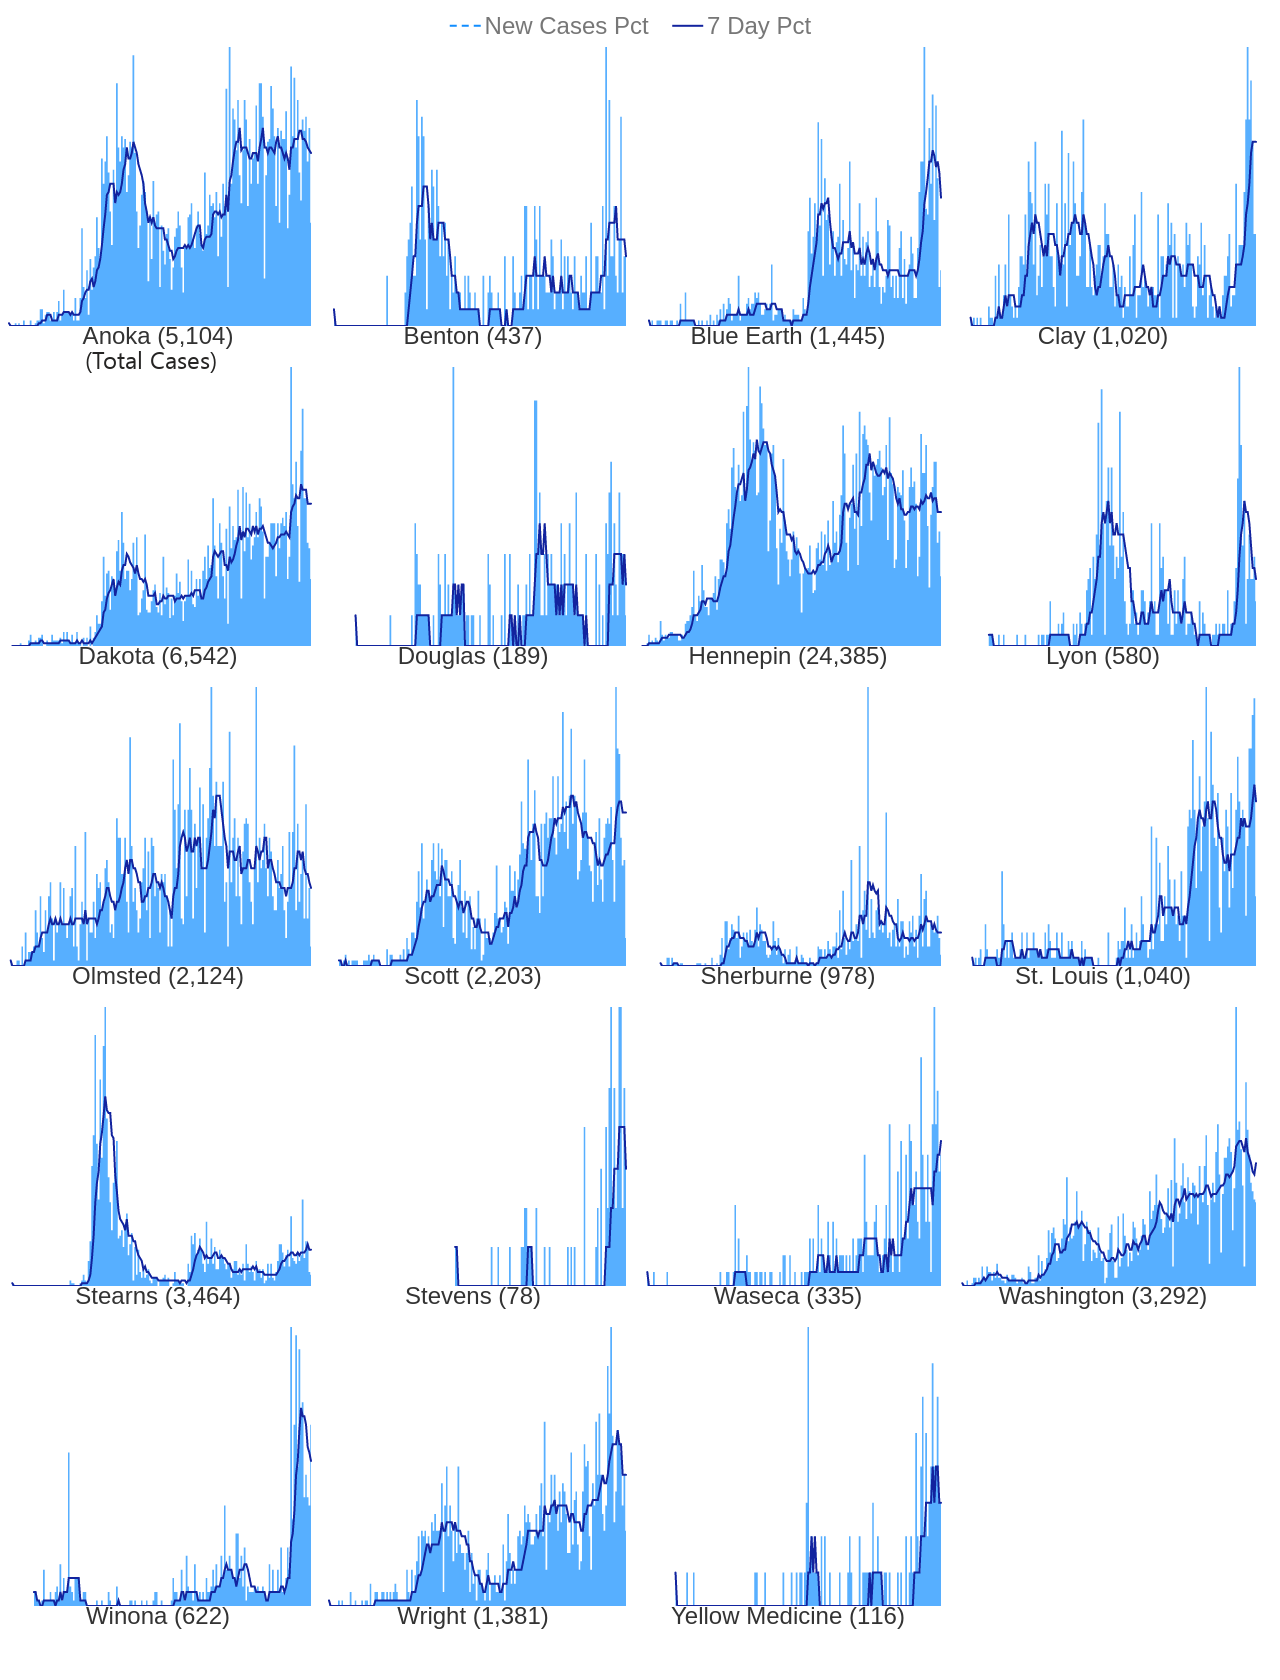 New Cases Pct 7 Day Pct
Anoka (5,104) Benton (437) Blue Earth (1,445) Clay (1,020)
(Total Cases)
Dakota (6,542) Douglas (189) Hennepin (24,385) Lyon (580)
Olmsted (2,124) Scott (2,203) Sherburne (978) St. Louis (1,040)
Stearns (3,464) Stevens (78) Waseca (335) Washington (3,292)
Winona (622) Wright (1,381) Yellow Medicine (116)